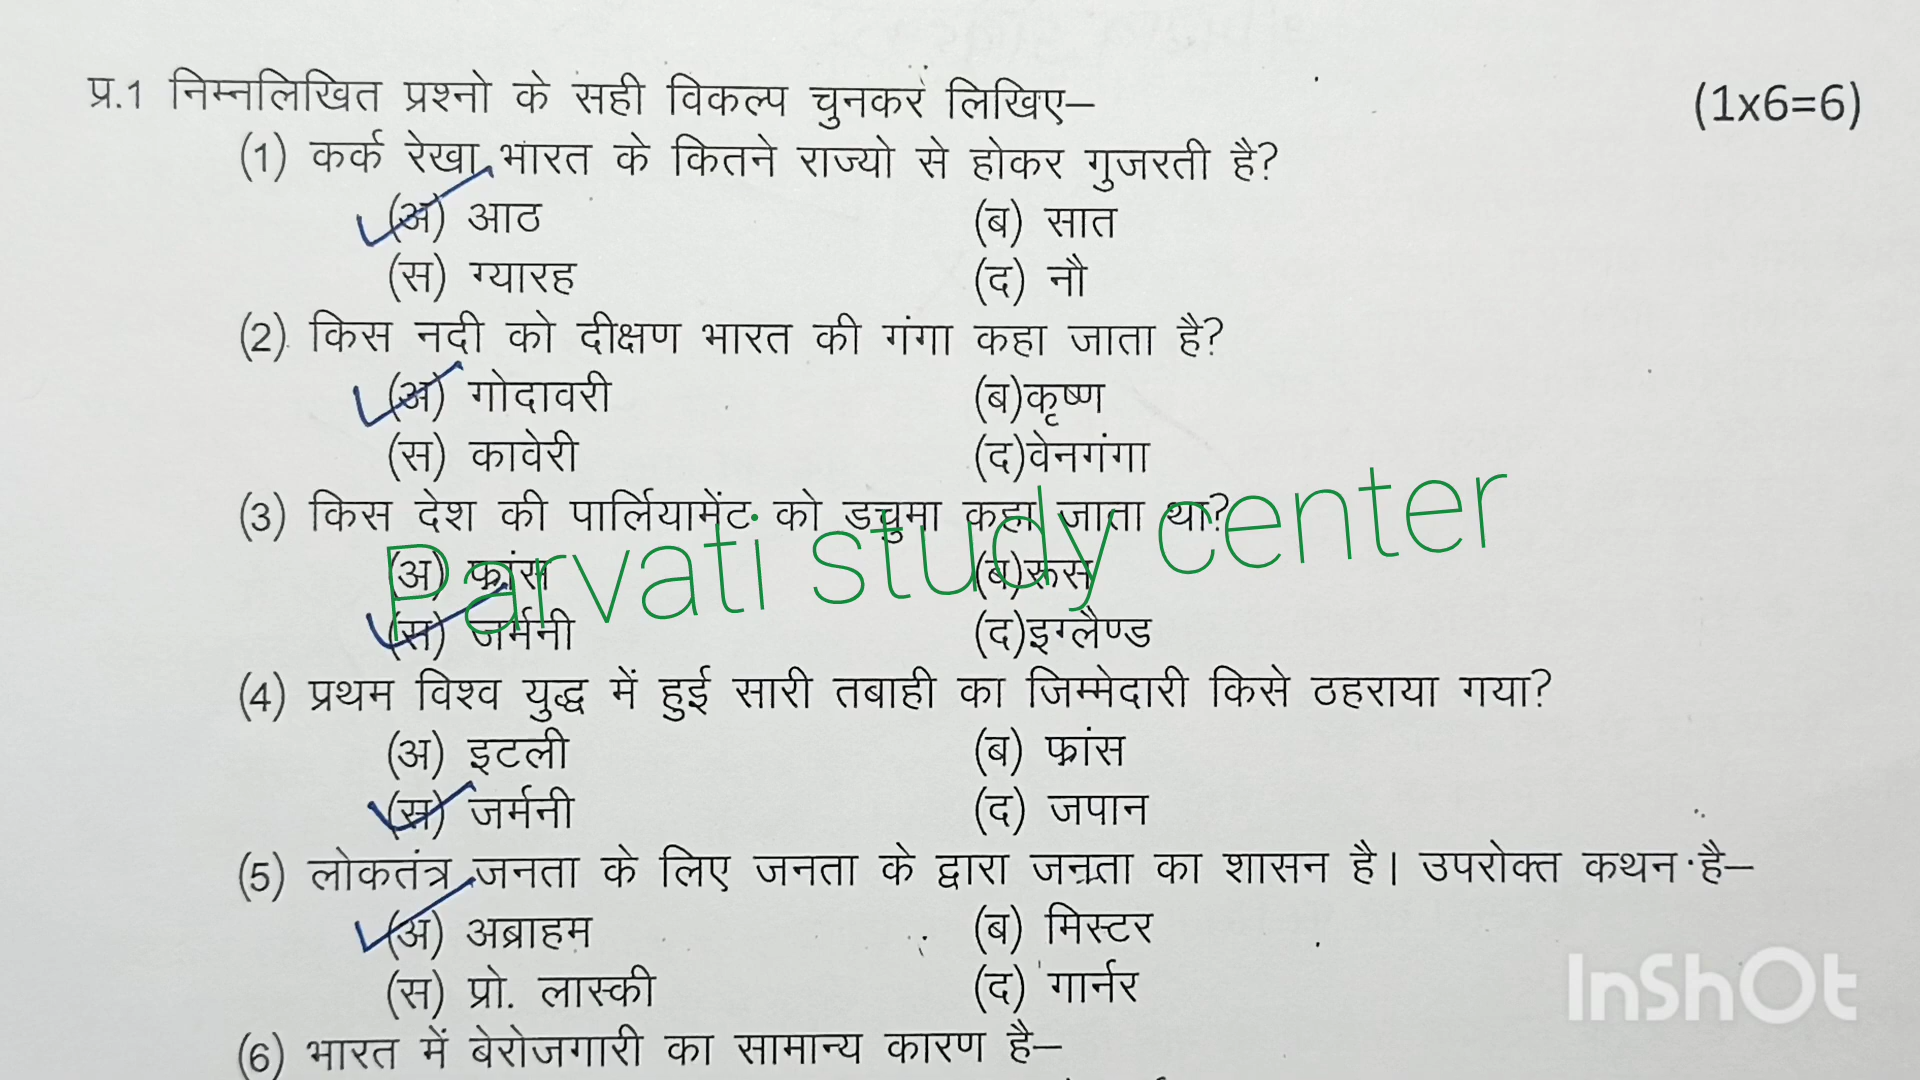 प्र.1 निम्नलिखित प्रश्नो के सही विकल्प चुनकर लिखिए– (1x6=6)
(1) कर्क रेखा भारत के कितने राज्यो से होकर गुजरती है?
(अ) आठ (ब) सात
(स) ग्यारह (द) नौ
(2) किस नदी को दीक्षण भारत की गंगा कहा जाता है?
(अ) गोदावरी (ब)कृष्ण
(स) कावेरी (द)वेनगंगा
(3) किस देश की पार्लियामेंट को डचुमा कहा जाता था?
Parvati study center
(अ) फ्रांस (ब)रूस
(स) जर्मनी (द)इग्लैण्ड
(4) प्रथम विश्व युद्ध में हुई सारी तबाही का जिम्मेदारी किसे ठहराया गया?
(अ) इटली (ब) फ्रांस
(स) जर्मनी (द) जपान
(5) लोकतंत्र जनता के लिए जनता के द्वारा जनता का शासन है। उपरोक्त कथन है–
(अ) अब्राहम (ब) मिस्टर
(स) प्रो. लास्की (द) गार्नर
InShOt
(6) भारत में बेरोजगारी का सामान्य कारण है–